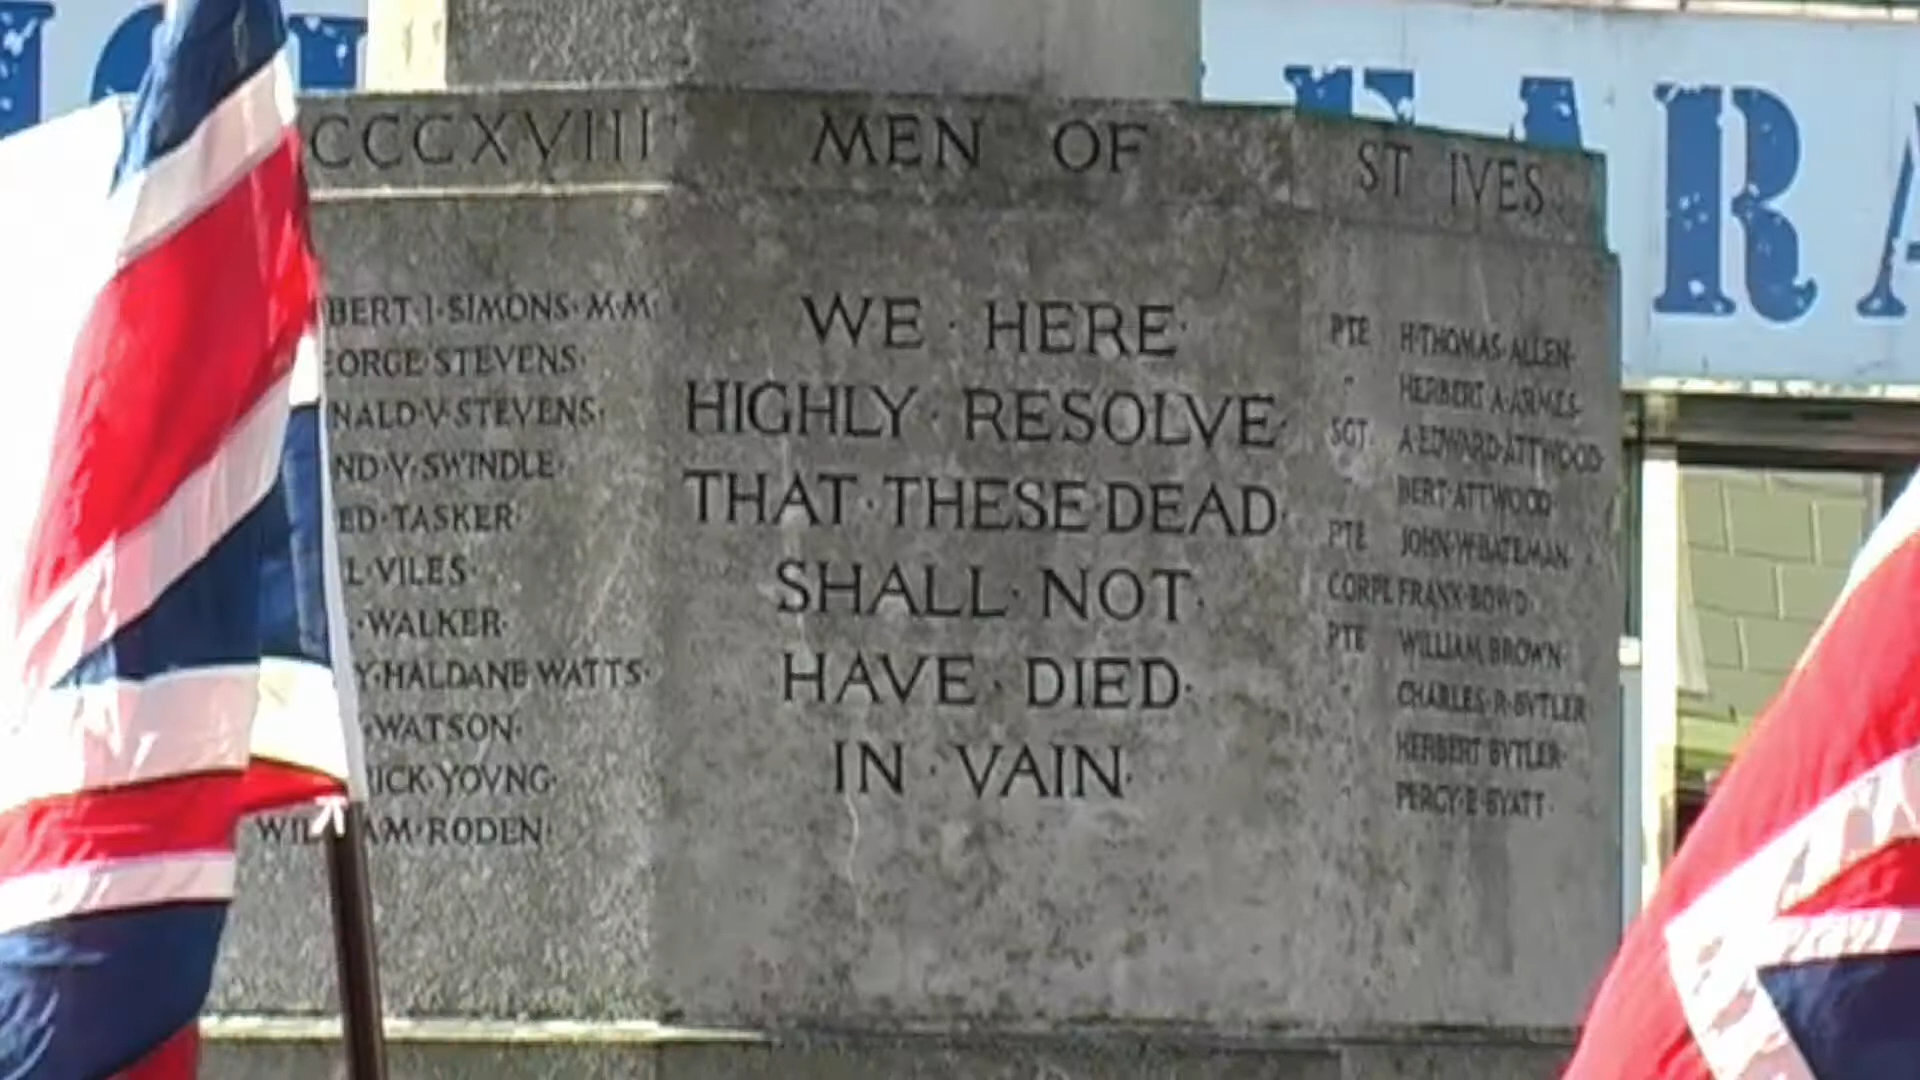 CCCXVIII MEN OF ST IVES
BERT I·SIMONS·M·M·
EORGE STEVENS·
NALD·V·STEVENS·
ND·V·SWINDLE·
ED·TASKER·
L·VILES·
·WALKER·
Y·HALDANE WATTS·
·WATSON·
ICK·YOVNG·
WIL AM·RODEN·
WE · HERE·
HIGHLY · RESOLVE·
THAT·THESE·DEAD·
SHALL · NOT·
HAVE · DIED·
IN · VAIN·
PTE H·THOMAS·ALLEN·
" HERBERT A·ARMES·
SGT· A·EDWARD·ATTWOOD·
BERT·ATTWOOD·
PTE JOHN·W·BATEMAN·
CORPL FRANK·BOWD·
PTE WILLIAM BROWN·
" CHARLES·R·BVTLER
HERBERT BVTLER·
" PERCY·E·BYATT·
ARA